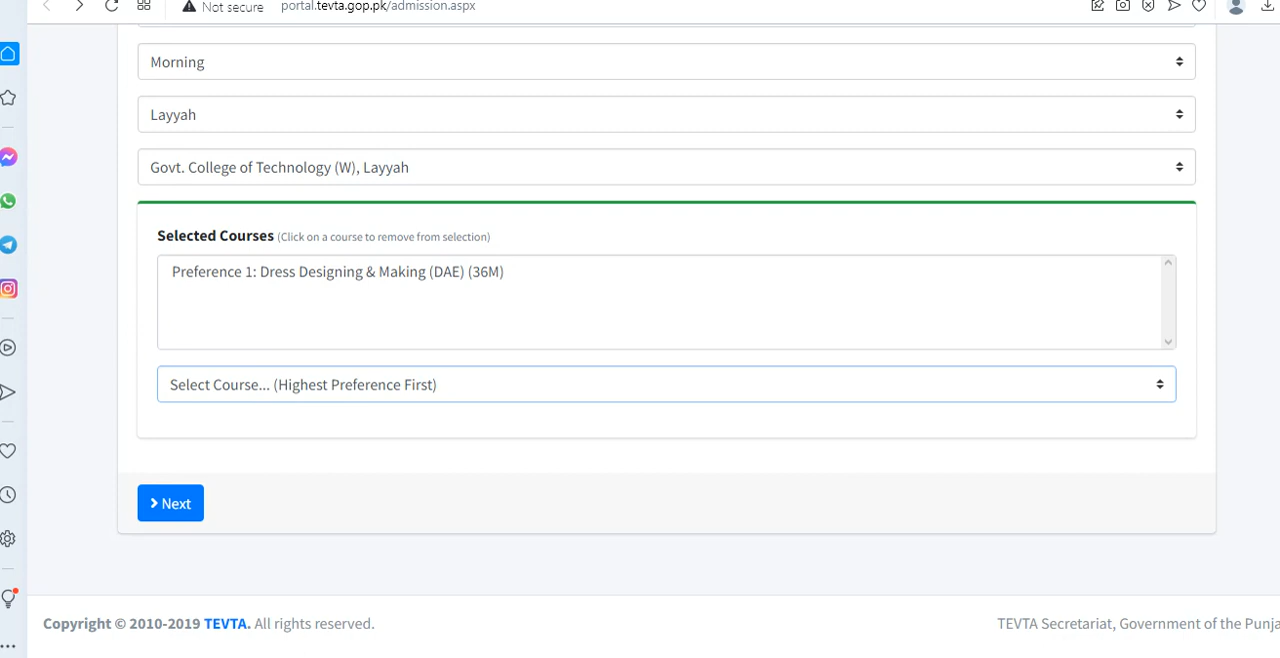 Not secure portal.tevta.gop.pk/admission.aspx
Morning
Layyah
Govt. College of Technology (W), Layyah
Selected Courses (Click on a course to remove from selection)
Preference 1: Dress Designing & Making (DAE) (36M)
Select Course... (Highest Preference First)
Next
Copyright © 2010-2019 TEVTA. All rights reserved.
TEVTA Secretariat, Government of the Punja